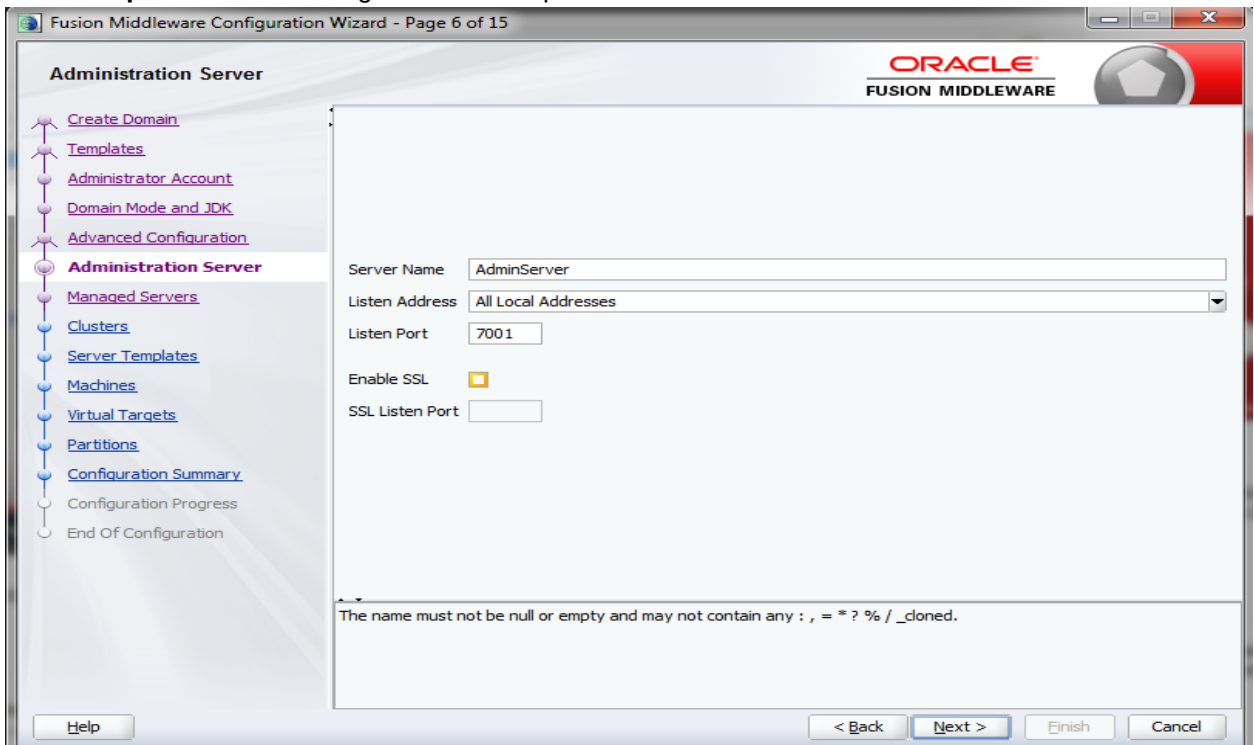 Fusion Middleware Configuration Wizard - Page 6 of 15
Administration Server
ORACLE
FUSION MIDDLEWARE
Create Domain
Templates
Administrator Account
Domain Mode and JDK
Advanced Configuration
Administration Server
Managed Servers
Clusters
Server Templates
Machines
Virtual Targets
Partitions
Configuration Summary
Configuration Progress
End Of Configuration
Server Name AdminServer
Listen Address All Local Addresses
Listen Port 7001
Enable SSL
SSL Listen Port
The name must not be null or empty and may not contain any : , = * ? % / _cloned.
Help < Back Next > Finish Cancel